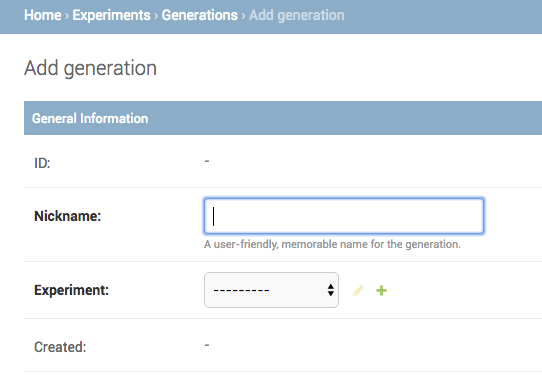 Home › Experiments › Generations › Add generation
Add generation
General Information
ID: -
Nickname:
A user-friendly, memorable name for the generation.
Experiment: ---------
Created: -